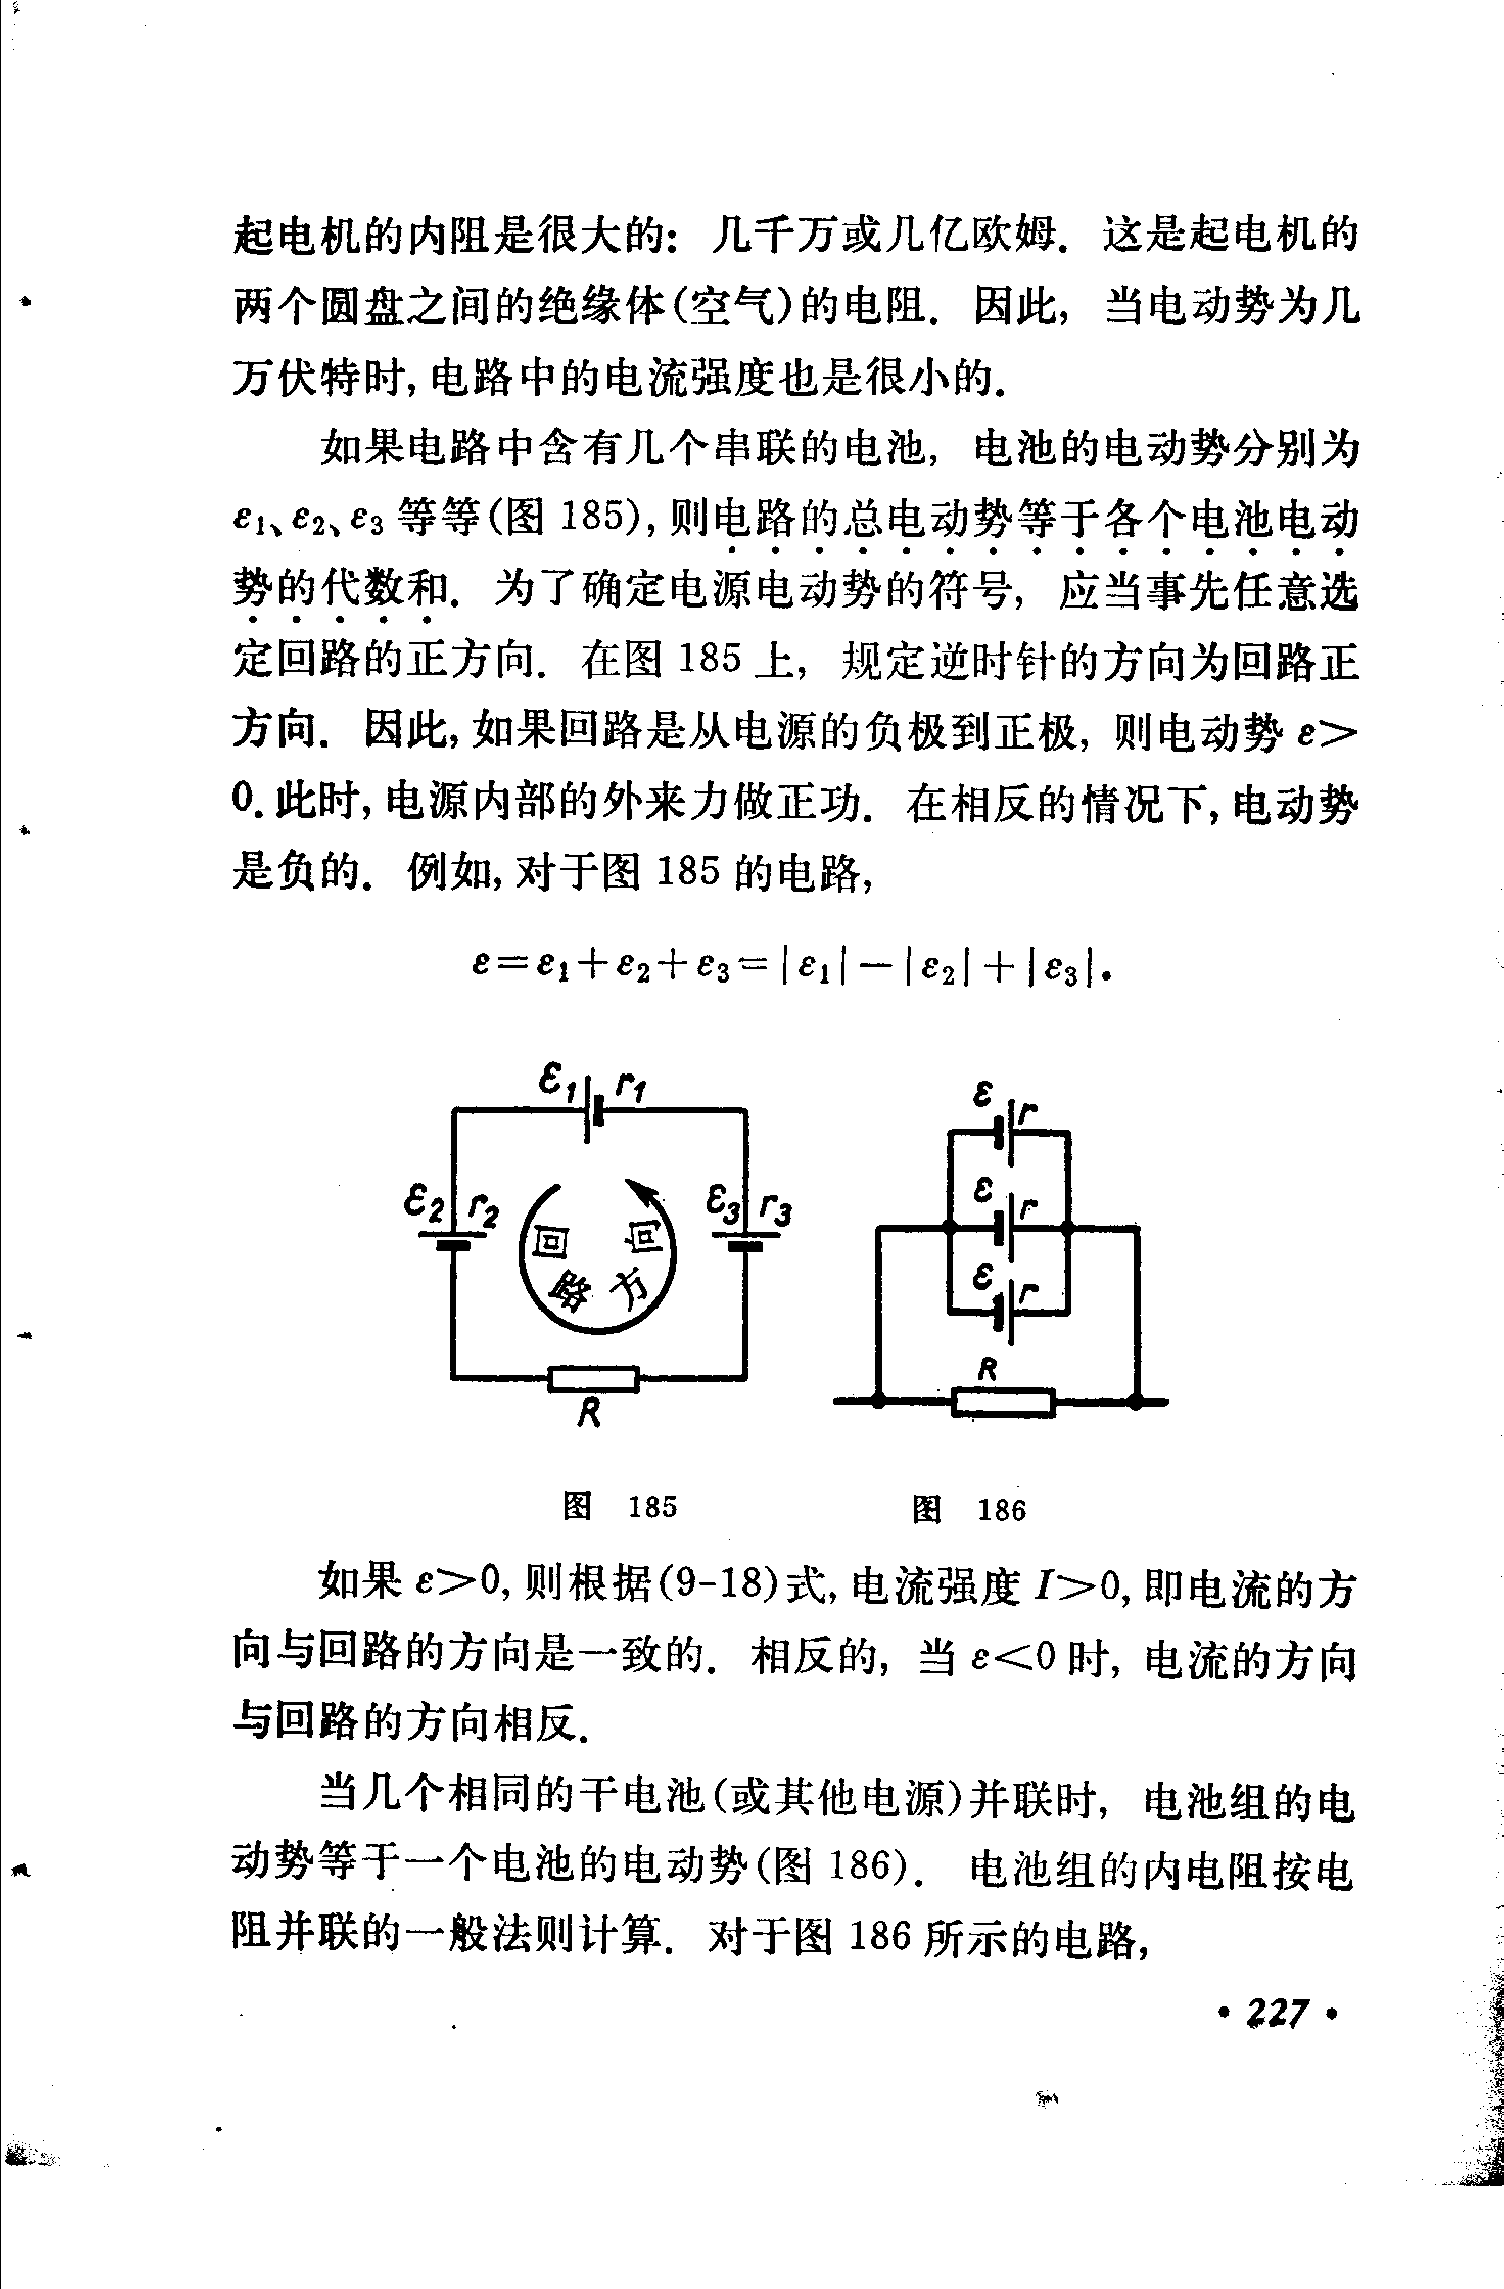 起电机的内阻是很大的：几千万或几亿欧姆．这是起电机的
两个圆盘之间的绝缘体(空气)的电阻．因此，当电动势为几
万伏特时,电路中的电流强度也是很小的．
如果电路中含有几个串联的电池，电池的电动势分别为
ε₁、ε₂、ε₃ 等等(图 185),则电路的总电动势等于各个电池电动
势的代数和．为了确定电源电动势的符号，应当事先任意选
定回路的正方向．在图 185 上，规定逆时针的方向为回路正
方向．因此,如果回路是从电源的负极到正极，则电动势 ε>
0．此时,电源内部的外来力做正功．在相反的情况下,电动势
是负的．例如,对于图 185 的电路，
ε=ε₁+ε₂+ε₃=|ε₁|-|ε₂|+|ε₃|．
ε₁ r₁
ε₂ r₂
ε₃ r₃
回路方向
R
ε r
ε r
ε r
R
图 185
图 186
如果 ε>0,则根据(9-18)式,电流强度 I>0,即电流的方
向与回路的方向是一致的．相反的，当 ε<0 时，电流的方向
与回路的方向相反．
当几个相同的干电池(或其他电源)并联时，电池组的电
动势等于一个电池的电动势(图 186)．电池组的内电阻按电
阻并联的一般法则计算．对于图 186 所示的电路，
• 227 •